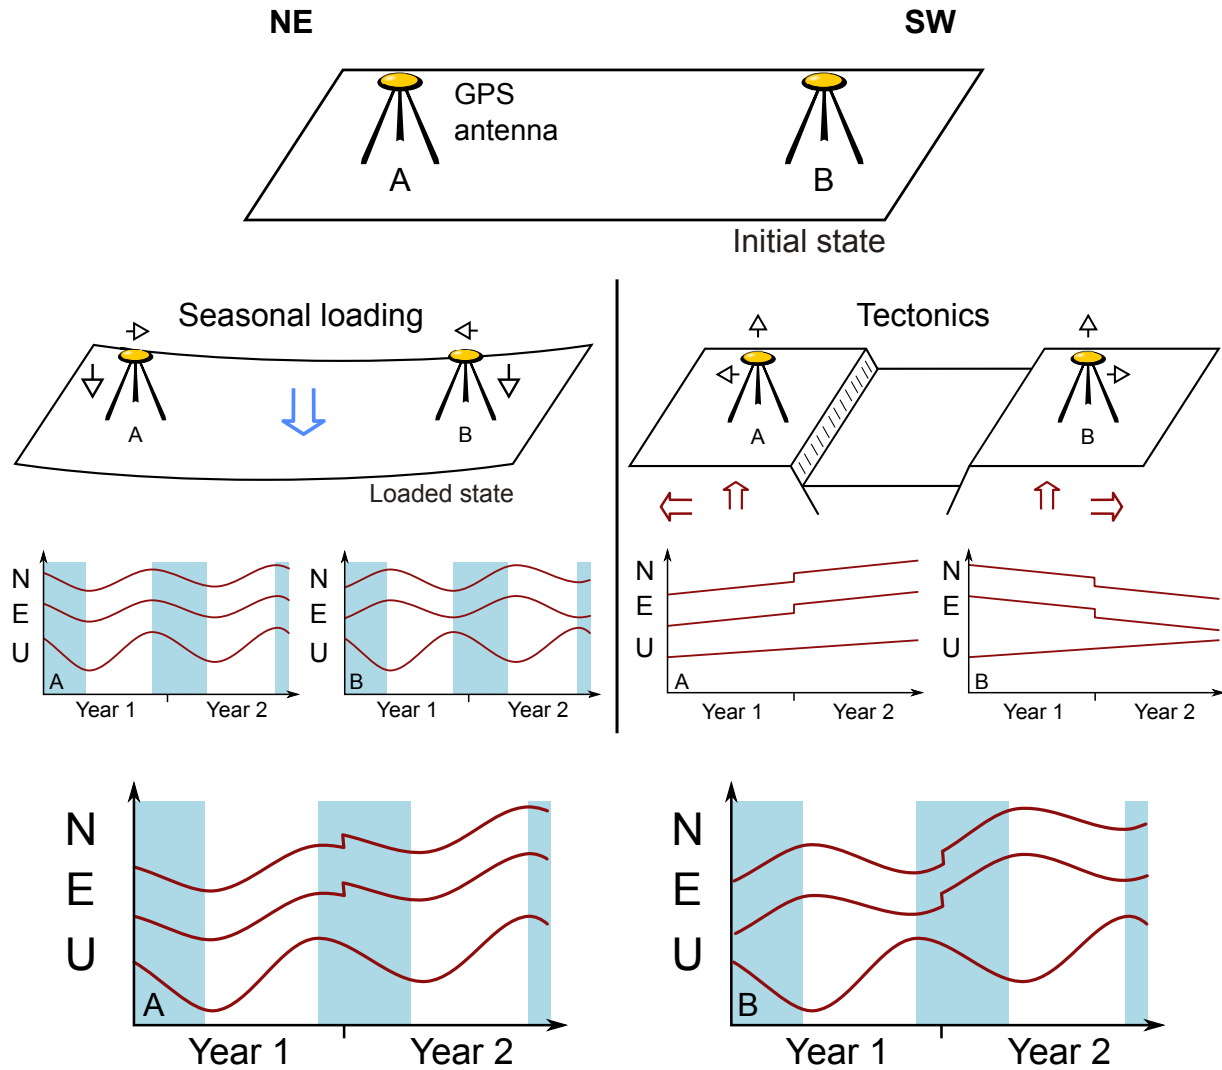 NE
SW
GPS
antenna
A
B
Initial state
Seasonal loading
A
B
Loaded state
Tectonics
A
B
N
E
U
A
Year 1
Year 2
N
E
U
B
Year 1
Year 2
N
E
U
A
Year 1
Year 2
N
E
U
B
Year 1
Year 2
N
E
U
A
Year 1
Year 2
N
E
U
B
Year 1
Year 2